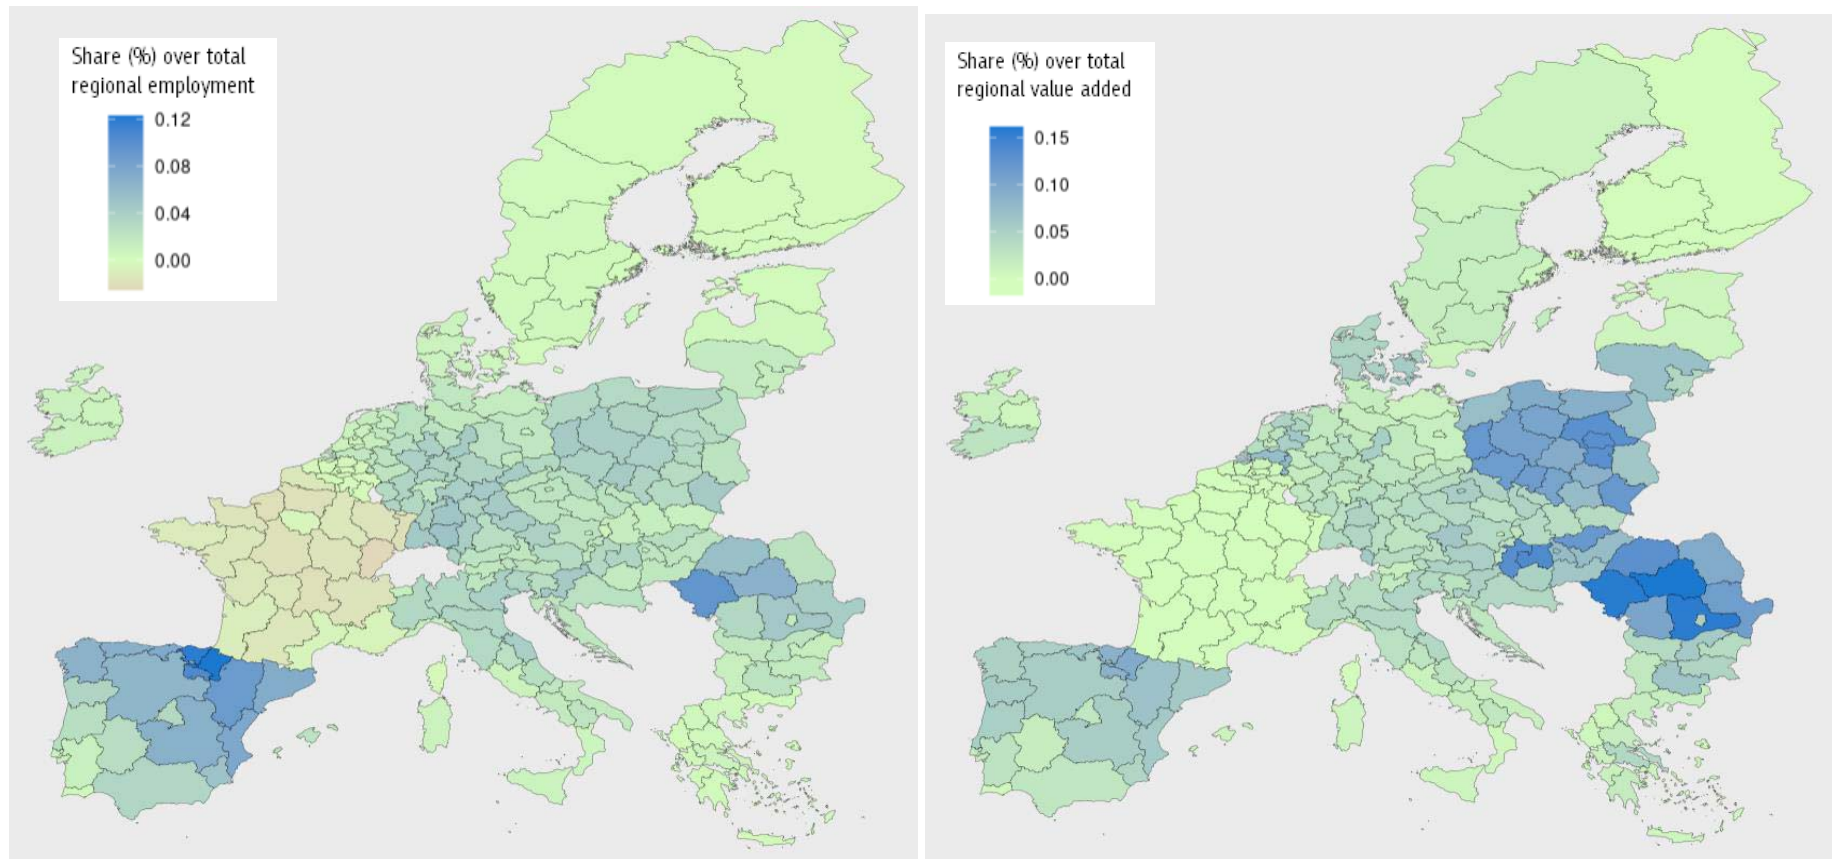 Share (%) over total
regional employment
0.12
0.08
0.04
0.00
Share (%) over total
regional value added
0.15
0.10
0.05
0.00